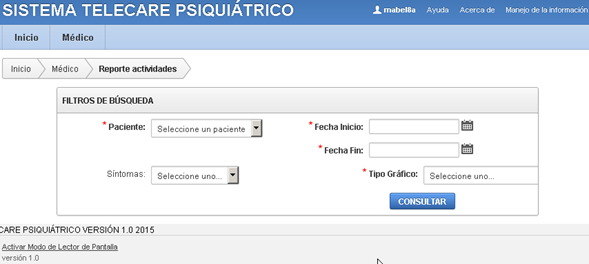 SISTEMA TELECARE PSIQUIÁTRICO
mabel8a Ayuda Acerca de Manejo de la información
Inicio Médico
Inicio Médico Reporte actividades
FILTROS DE BÚSQUEDA
* Paciente: Seleccione un paciente * Fecha Inicio:
* Fecha Fin:
Síntomas: Seleccione uno... * Tipo Gráfico: Seleccione uno...
CONSULTAR
CARE PSIQUIÁTRICO VERSIÓN 1.0 2015
Activar Modo de Lector de Pantalla
versión 1.0